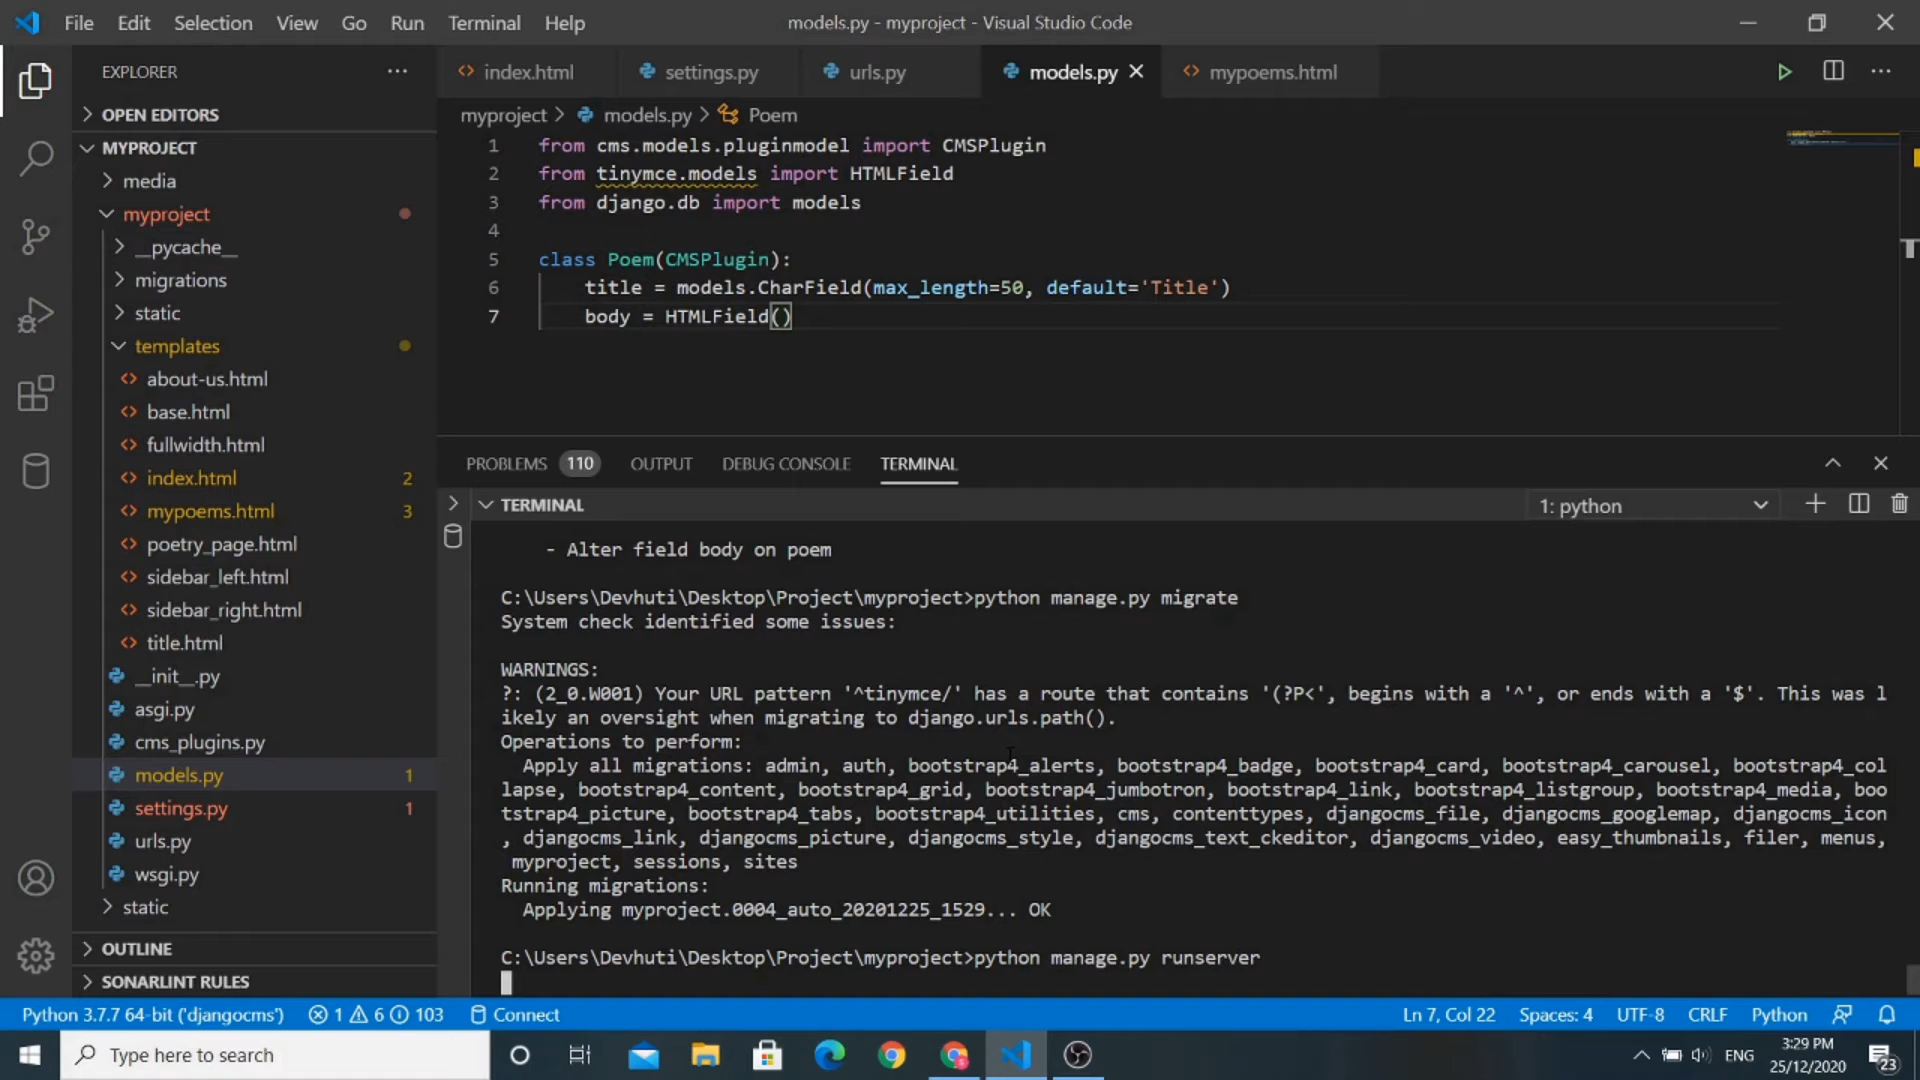 File Edit Selection View Go Run Terminal Help
models.py - myproject - Visual Studio Code
EXPLORER
OPEN EDITORS
MYPROJECT
media
myproject
__pycache__
migrations
static
templates
about-us.html
base.html
fullwidth.html
index.html 2
mypoems.html 3
poetry_page.html
sidebar_left.html
sidebar_right.html
title.html
__init__.py
asgi.py
cms_plugins.py
models.py 1
settings.py 1
urls.py
wsgi.py
static
OUTLINE
SONARLINT RULES
index.html settings.py urls.py models.py mypoems.html
myproject > models.py > Poem
1 from cms.models.pluginmodel import CMSPlugin
2 from tinymce.models import HTMLField
3 from django.db import models
4
5 class Poem(CMSPlugin):
6 title = models.CharField(max_length=50, default='Title')
7 body = HTMLField()
PROBLEMS 110 OUTPUT DEBUG CONSOLE TERMINAL
TERMINAL 1: python
- Alter field body on poem
C:\Users\Devhuti\Desktop\Project\myproject>python manage.py migrate
System check identified some issues:
WARNINGS:
?: (2_0.W001) Your URL pattern '^tinymce/' has a route that contains '(?P<', begins with a '^', or ends with a '$'. This was l
ikely an oversight when migrating to django.urls.path().
Operations to perform:
Apply all migrations: admin, auth, bootstrap4_alerts, bootstrap4_badge, bootstrap4_card, bootstrap4_carousel, bootstrap4_col
lapse, bootstrap4_content, bootstrap4_grid, bootstrap4_jumbotron, bootstrap4_link, bootstrap4_listgroup, bootstrap4_media, boo
tstrap4_picture, bootstrap4_tabs, bootstrap4_utilities, cms, contenttypes, djangocms_file, djangocms_googlemap, djangocms_icon
, djangocms_link, djangocms_picture, djangocms_style, djangocms_text_ckeditor, djangocms_video, easy_thumbnails, filer, menus,
myproject, sessions, sites
Running migrations:
Applying myproject.0004_auto_20201225_1529... OK
C:\Users\Devhuti\Desktop\Project\myproject>python manage.py runserver
Python 3.7.7 64-bit ('djangocms') 1 6 103 Connect Ln 7, Col 22 Spaces: 4 UTF-8 CRLF Python
Type here to search
ENG
3:29 PM
25/12/2020
23